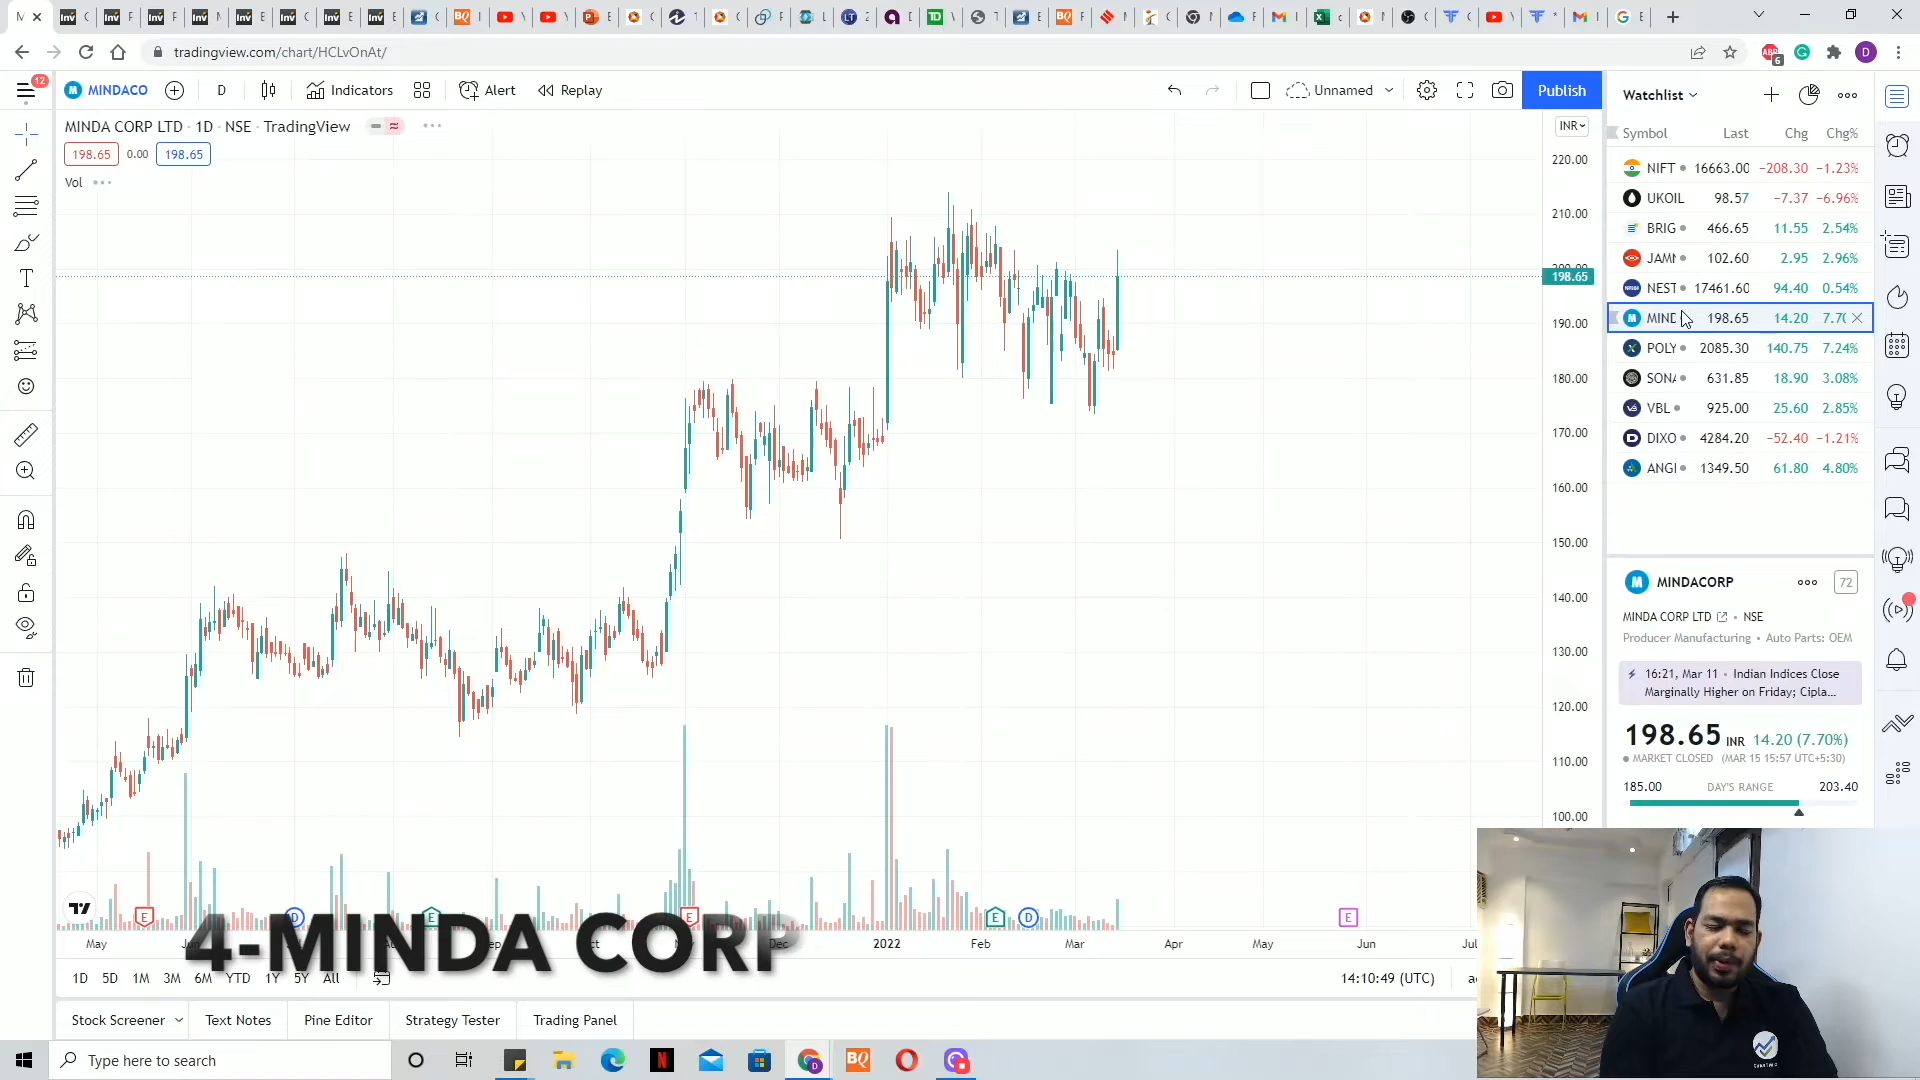 tradingview.com/chart/HCLvOnAt/
12
MINDACO
D
Indicators
Alert
Replay
Unnamed
Publish
MINDA CORP LTD · 1D · NSE · TradingView
198.65 0.00 198.65
Vol
INR
220.00
210.00
200.00
198.65
190.00
180.00
170.00
160.00
150.00
140.00
130.00
120.00
110.00
100.00
Watchlist
Symbol Last Chg Chg%
NIFT 16663.00 −208.30 −1.23%
UKOIL 98.57 −7.37 −6.96%
BRIG 466.65 11.55 2.54%
JAMN 102.60 2.95 2.96%
NEST 17461.60 94.40 0.54%
MIND 198.65 14.20 7.70
POLY 2085.30 140.75 7.24%
SONA 631.85 18.90 3.08%
VBL 925.00 25.60 2.85%
DIXO 4284.20 −52.40 −1.21%
ANGI 1349.50 61.80 4.80%
MINDACORP
72
MINDA CORP LTD • NSE
Producer Manufacturing • Auto Parts: OEM
16:21, Mar 11 • Indian Indices Close
Marginally Higher on Friday; Cipla...
198.65 INR 14.20 (7.70%)
MARKET CLOSED (MAR 15 15:57 UTC+5:30)
185.00 DAY'S RANGE 203.40
E D E E E D E
4-MINDA CORP
May Dec 2022 Feb Mar Apr May Jun Jul
1D 5D 1M 3M 6M YTD 1Y 5Y All
14:10:49 (UTC)
Stock Screener Text Notes Pine Editor Strategy Tester Trading Panel
Type here to search
BQ